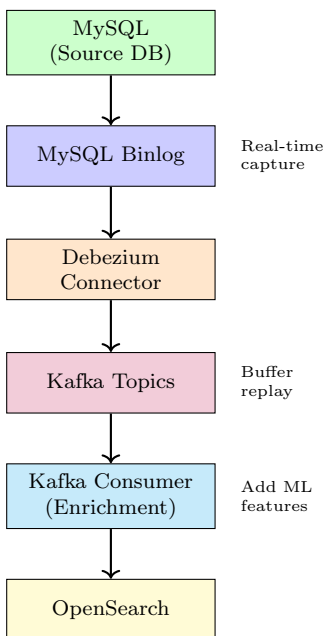 MySQL
(Source DB)
MySQL Binlog
Real-time
capture
Debezium
Connector
Kafka Topics
Buffer
replay
Kafka Consumer
(Enrichment)
Add ML
features
OpenSearch